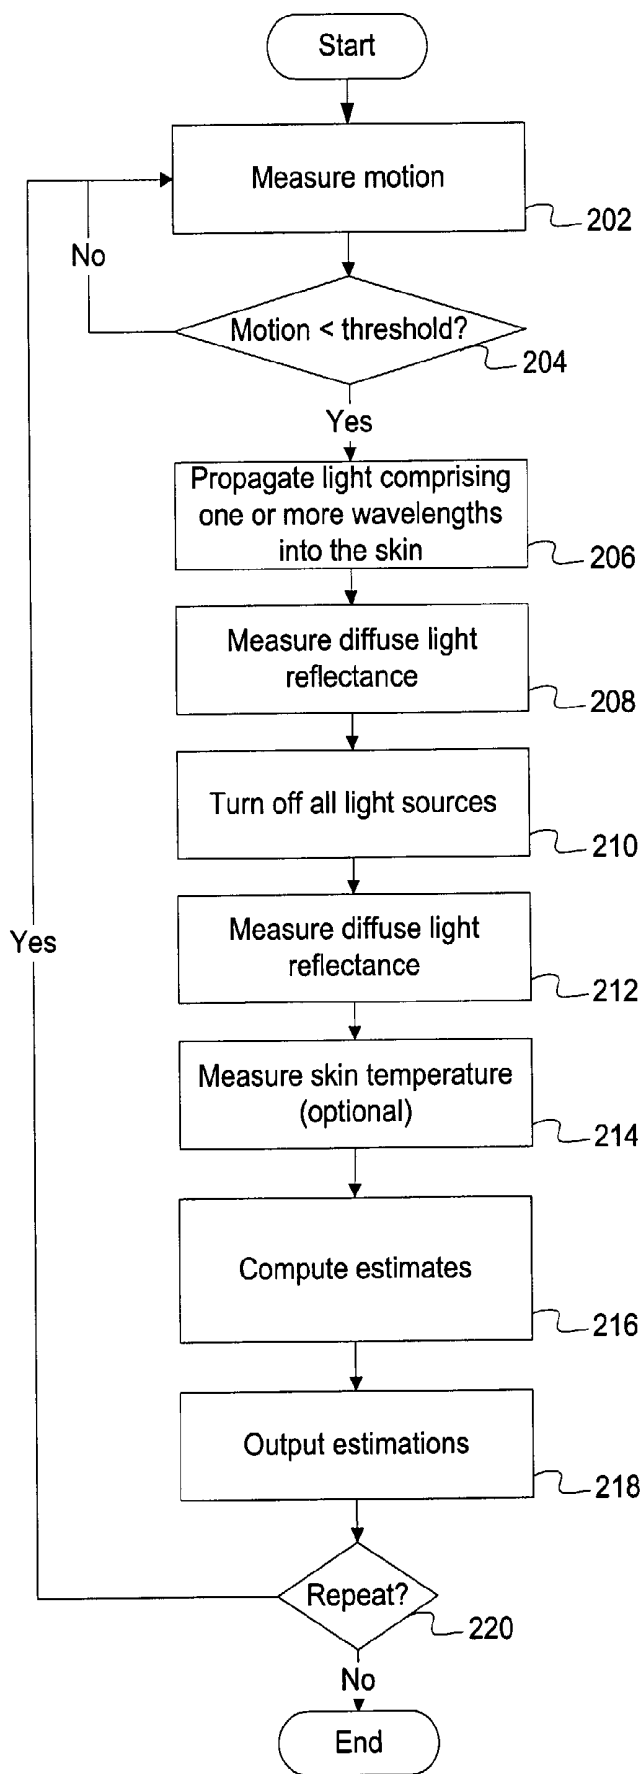 Start
Measure motion
202
No
Motion < threshold?
204
Yes
Propagate light comprising
one or more wavelengths
into the skin
206
Measure diffuse light
reflectance
208
Turn off all light sources
210
Yes
Measure diffuse light
reflectance
212
Measure skin temperature
(optional)
214
Compute estimates
216
Output estimations
218
Repeat?
220
No
End